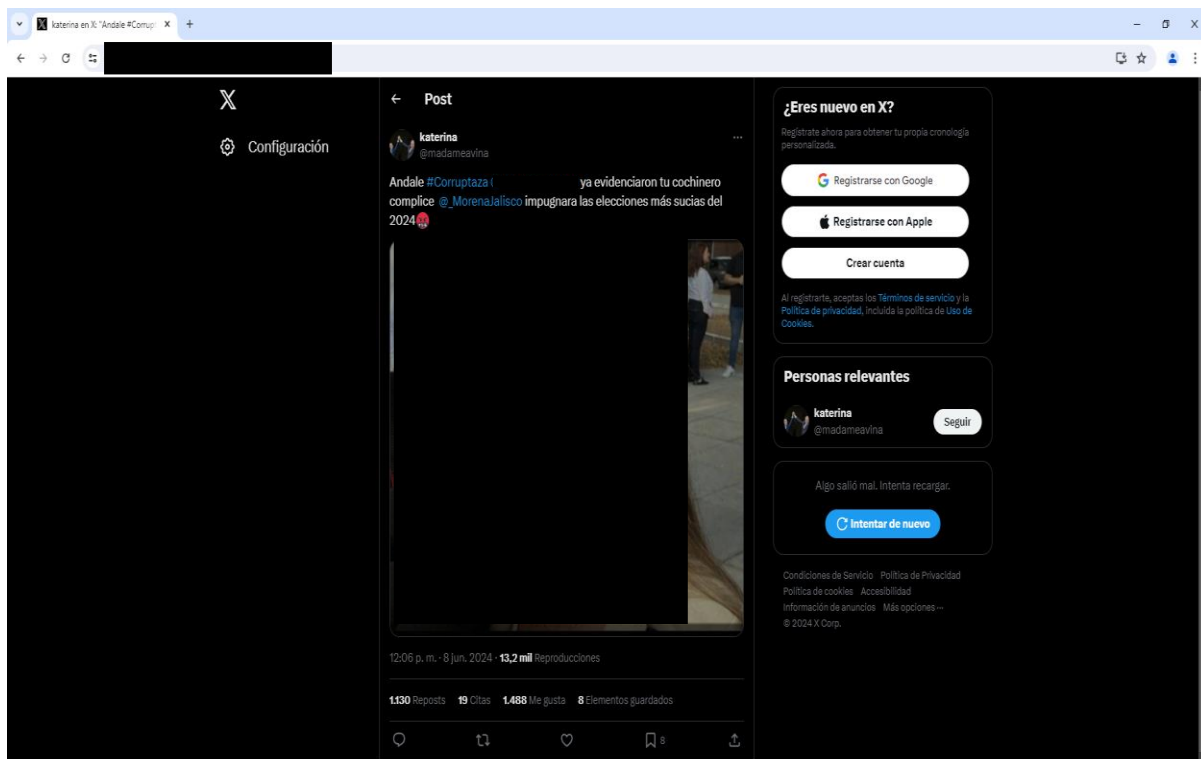 katerina en X: "Andale #Corrup
Configuración
Post
katerina
@madameavina
Andale #Corruptaza ( ya evidenciaron tu cochinero
complice @_MorenaJalisco impugnara las elecciones más sucias del
2024🤬
12:06 p. m. · 8 jun. 2024 · 13,2 mil Reproducciones
1.130 Reposts 19 Citas 1.488 Me gusta 8 Elementos guardados
8
¿Eres nuevo en X?
Regístrate ahora para obtener tu propia cronología
personalizada.
Registrarse con Google
Registrarse con Apple
Crear cuenta
Al registrarte, aceptas los Términos de servicio y la
Política de privacidad, incluida la política de Uso de
Cookies.
Personas relevantes
katerina
@madameavina
Seguir
Algo salió mal. Intenta recargar.
Intentar de nuevo
Condiciones de Servicio Política de Privacidad
Política de cookies Accesibilidad
Información de anuncios Más opciones ···
© 2024 X Corp.